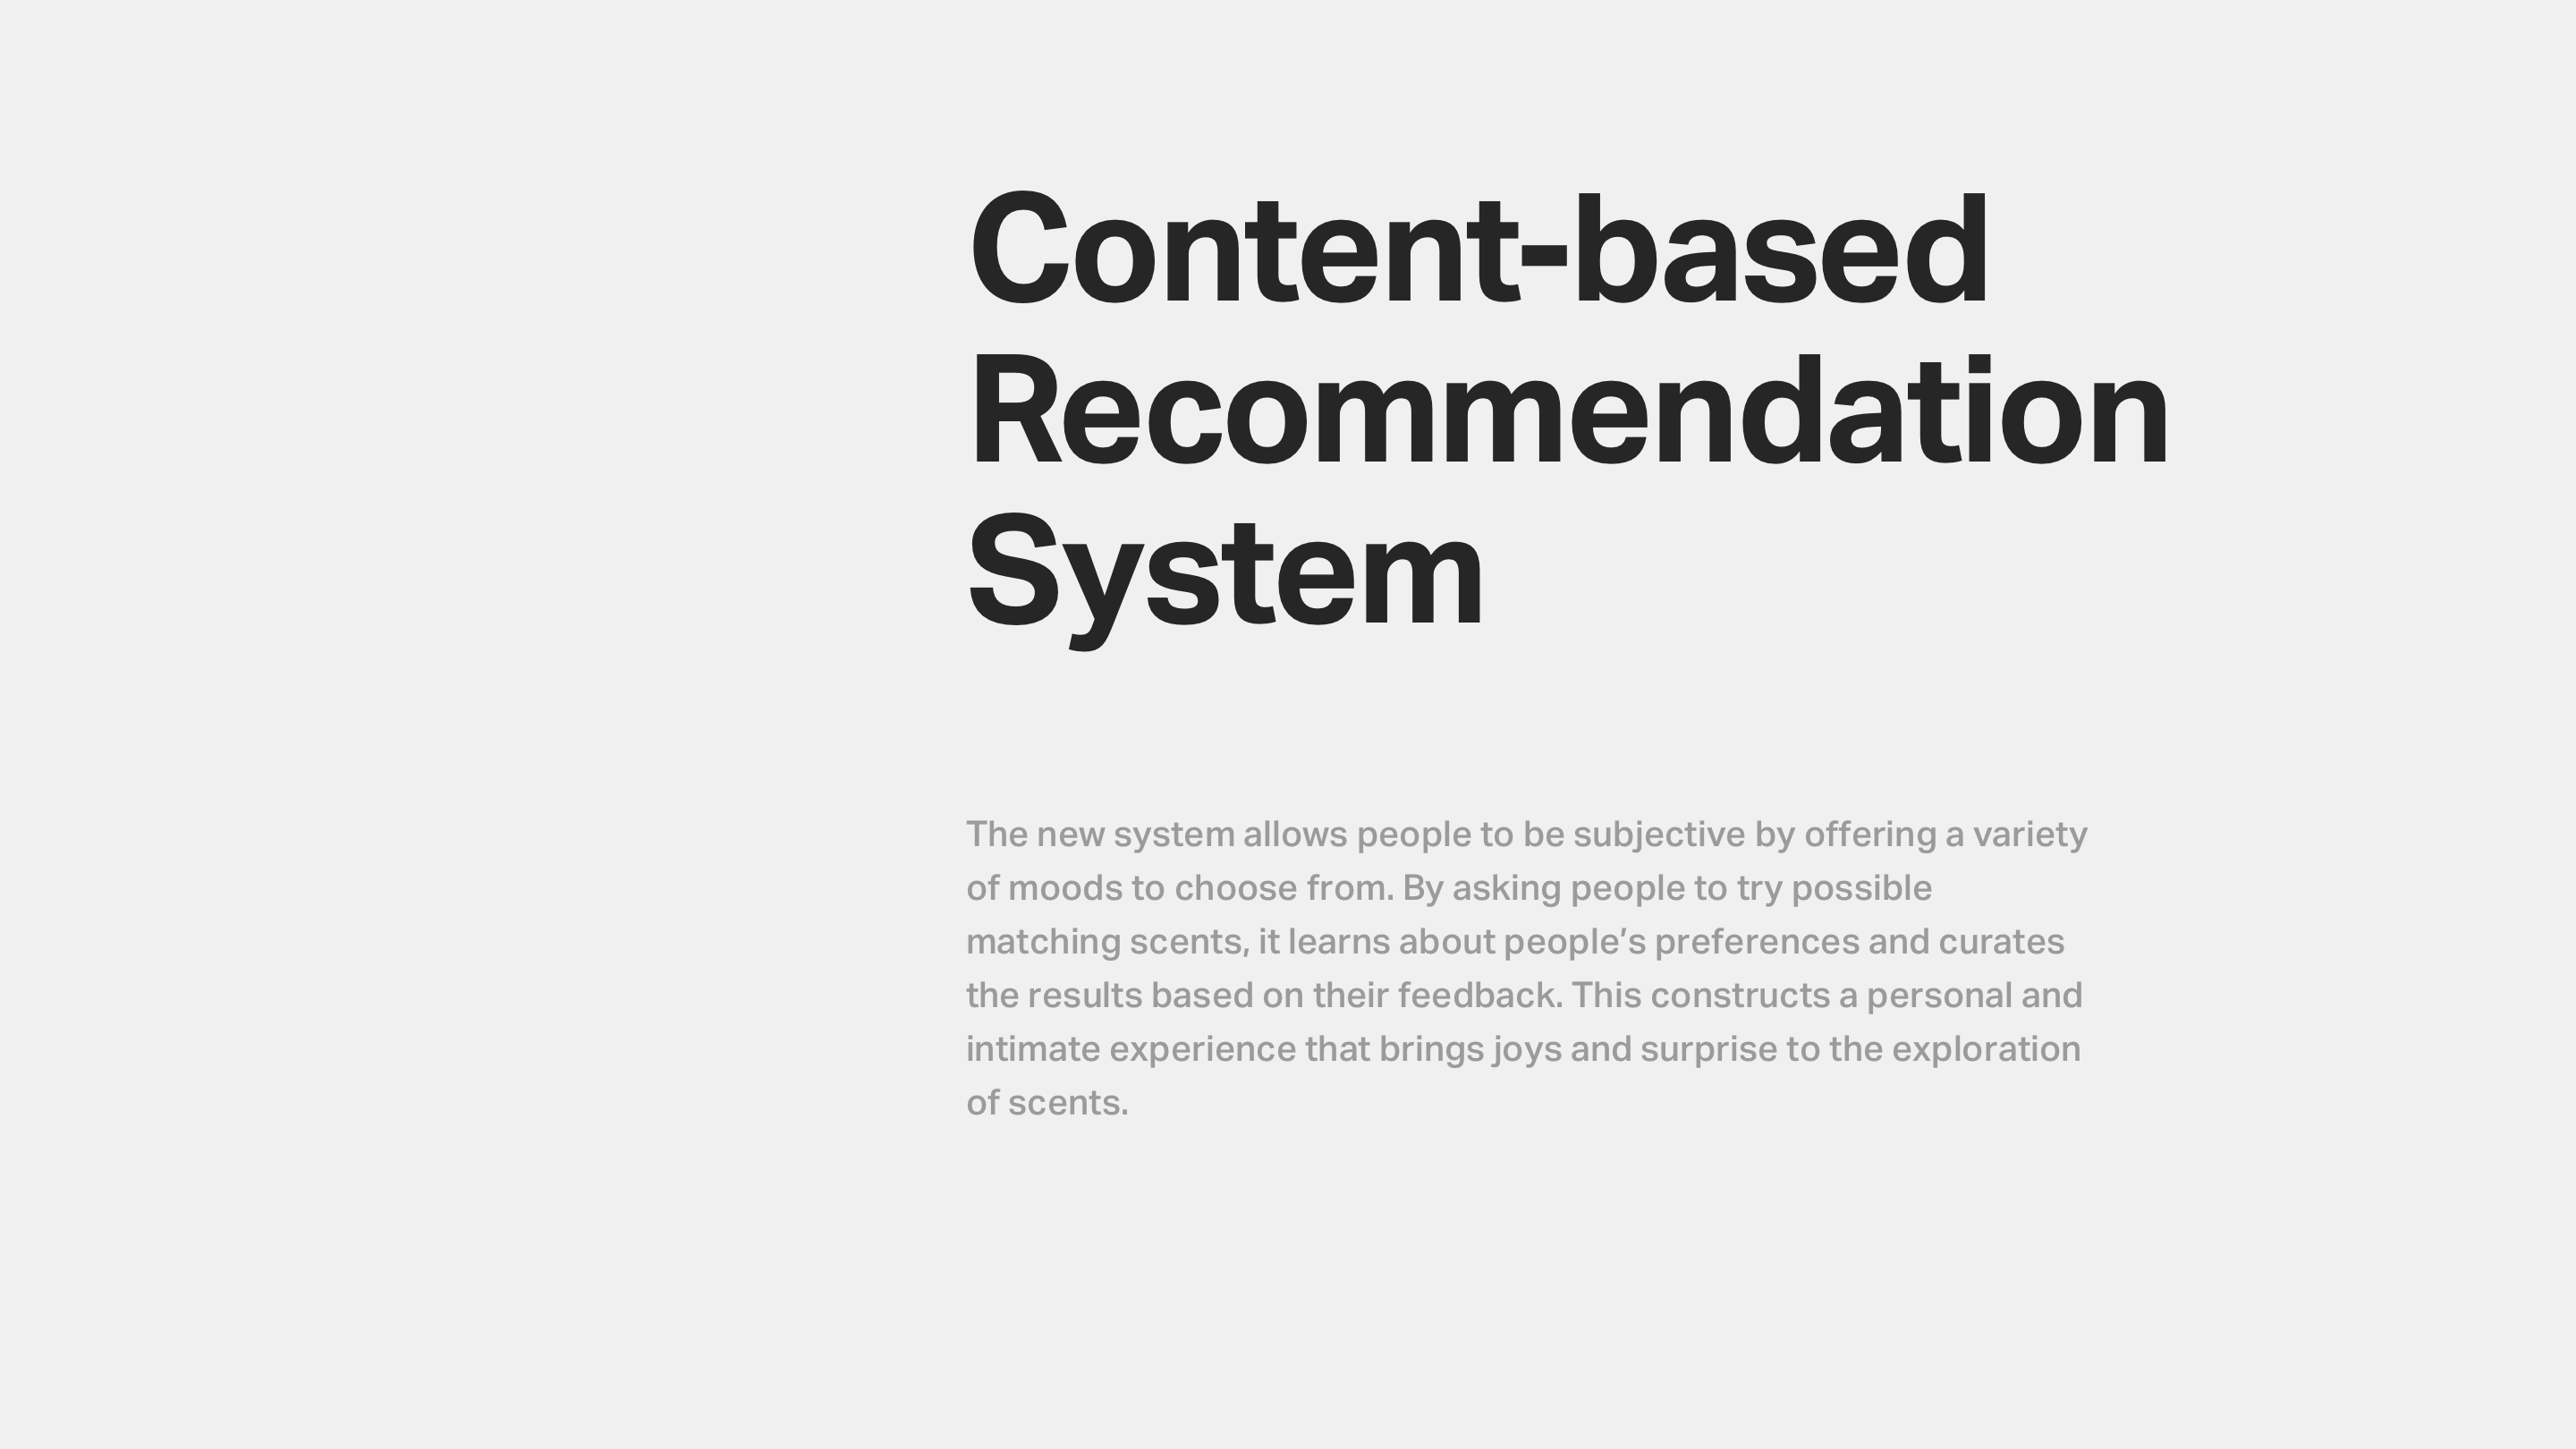 Content-based
Recommendation
System
The new system allows people to be subjective by offering a variety
of moods to choose from. By asking people to try possible
matching scents, it learns about people’s preferences and curates
the results based on their feedback. This constructs a personal and
intimate experience that brings joys and surprise to the exploration
of scents.